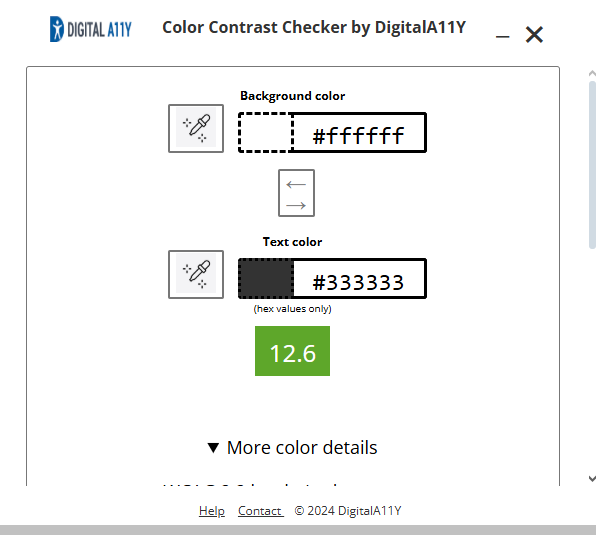 DIGITAL A11Y
Color Contrast Checker by DigitalA11Y
Background color
#ffffff
Text color
#333333
(hex values only)
12.6
▼ More color details
Help Contact © 2024 DigitalA11Y